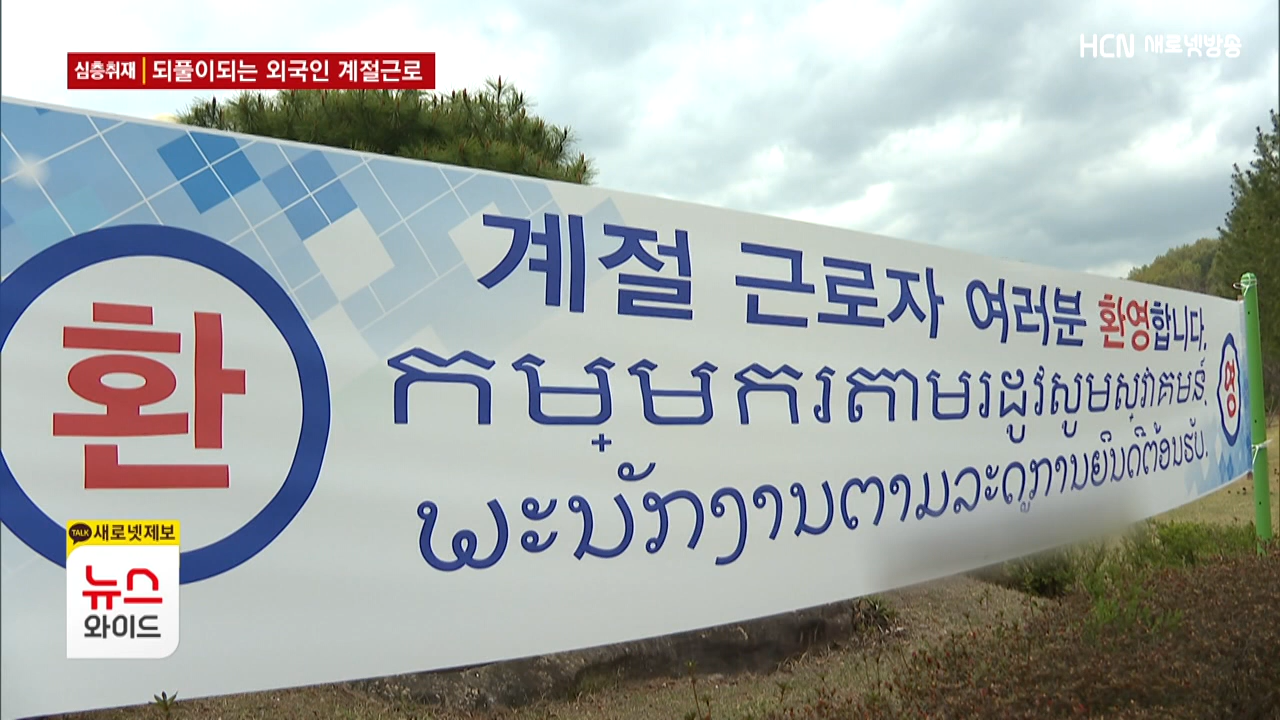 심층취재 되풀이되는 외국인 계절근로
HCN 새로넷방송
환
계절 근로자 여러분 환영합니다.
កម្មករតាមរដូវសូមស្វាគមន៍.
ພະນັກງານຕາມລະດູການຍິນດີຕ້ອນຮັບ.
영
TALK 새로넷제보
뉴스
와이드